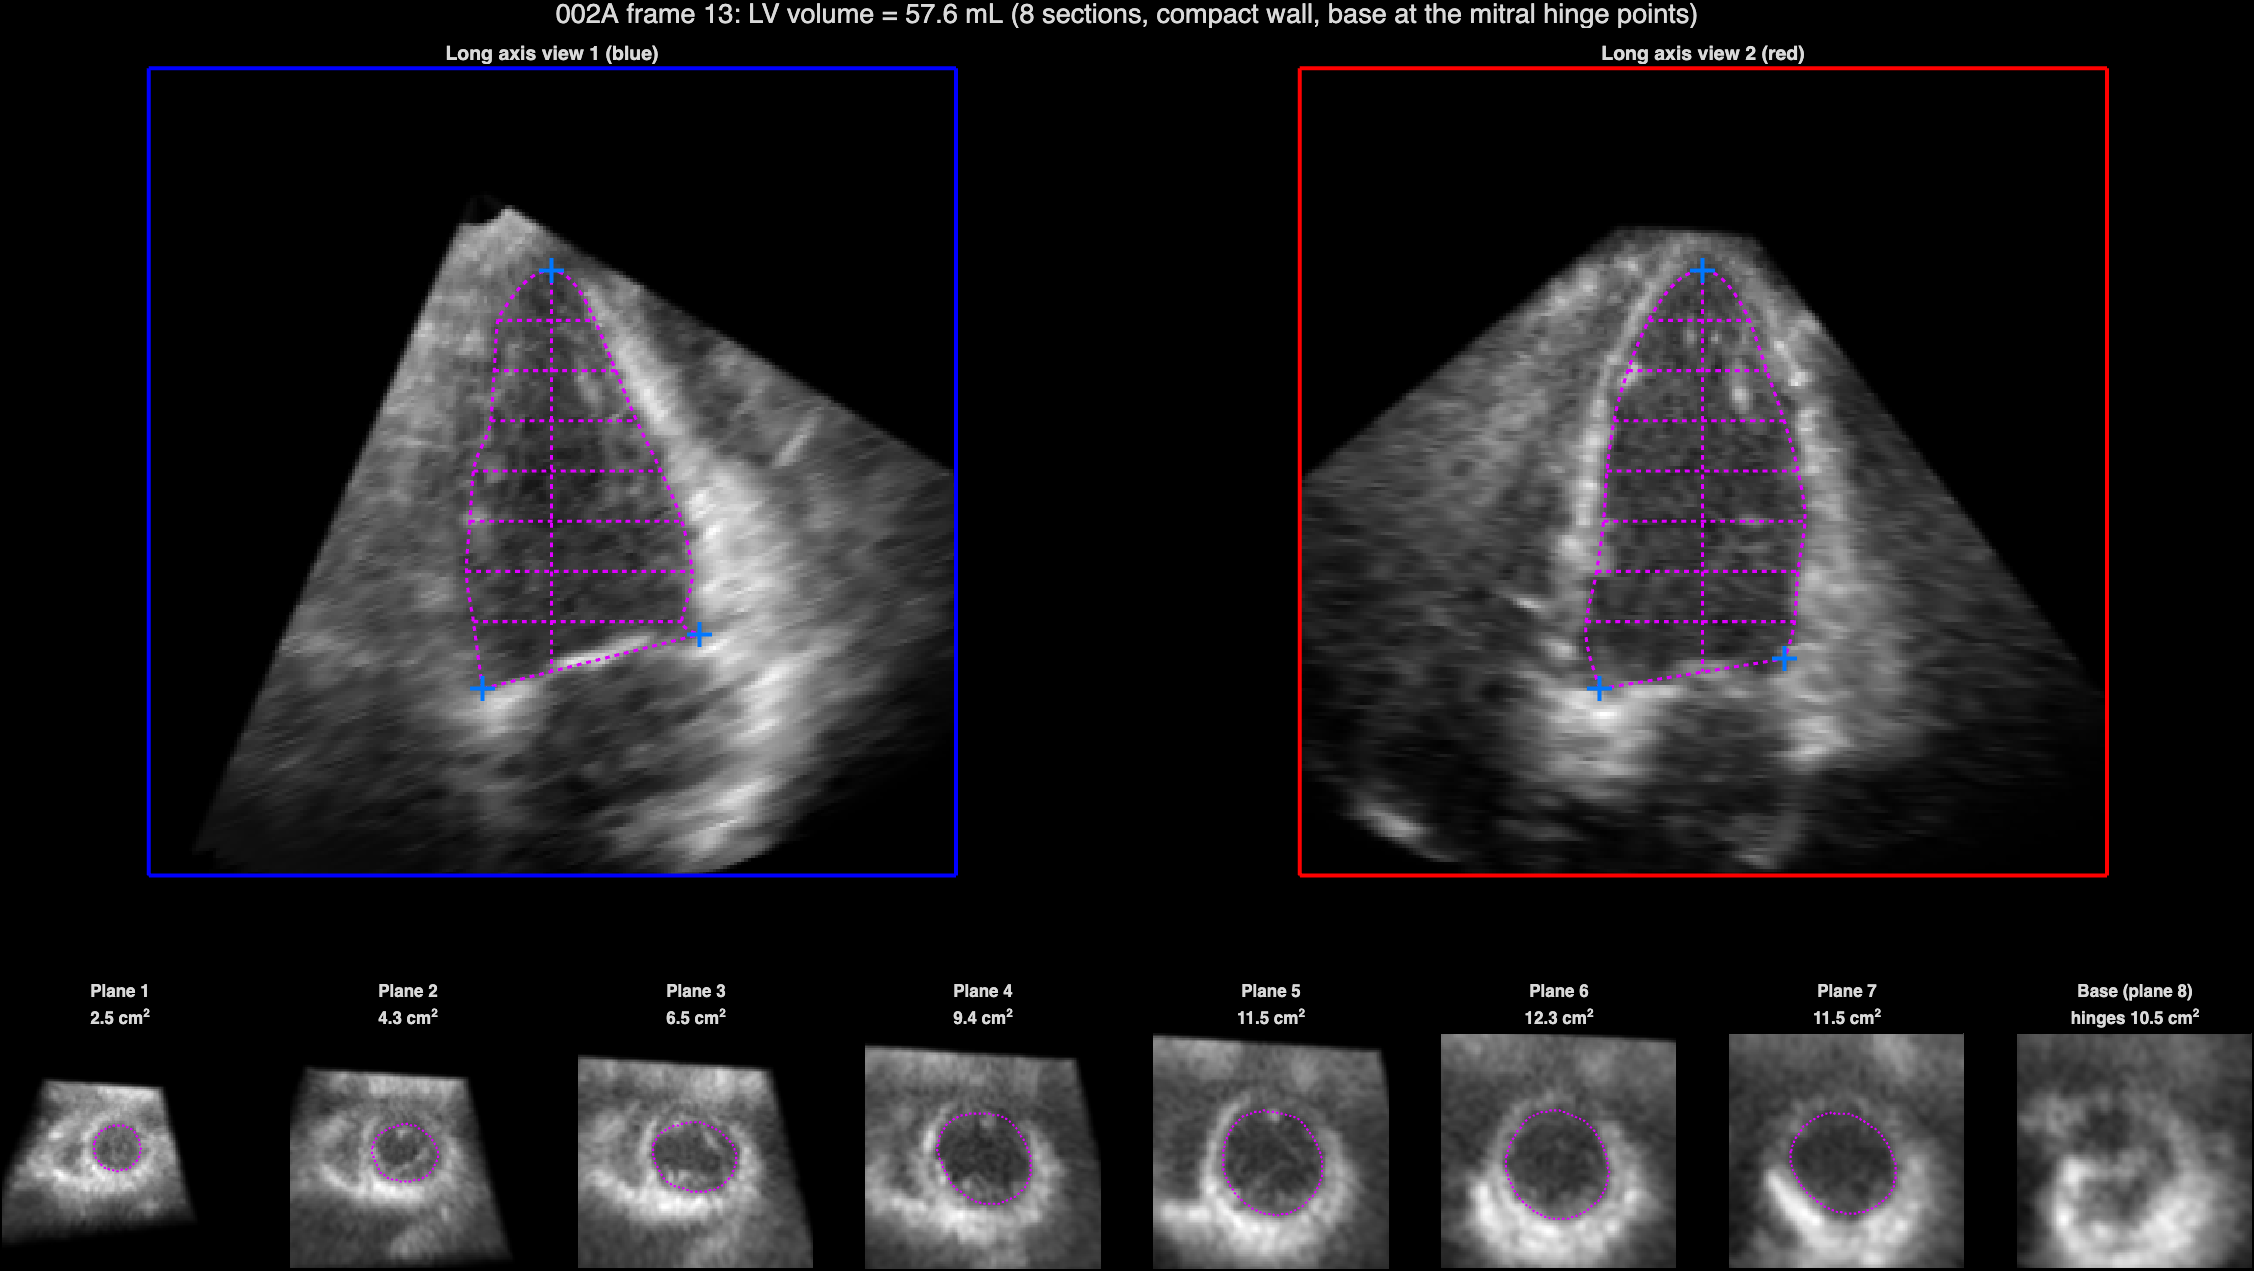 002A frame 13: LV volume = 57.6 mL (8 sections, compact wall, base at the mitral hinge points)
Long axis view 1 (blue)
Long axis view 2 (red)
Plane 1
2.5 cm²
Plane 2
4.3 cm²
Plane 3
6.5 cm²
Plane 4
9.4 cm²
Plane 5
11.5 cm²
Plane 6
12.3 cm²
Plane 7
11.5 cm²
Base (plane 8)
hinges 10.5 cm²